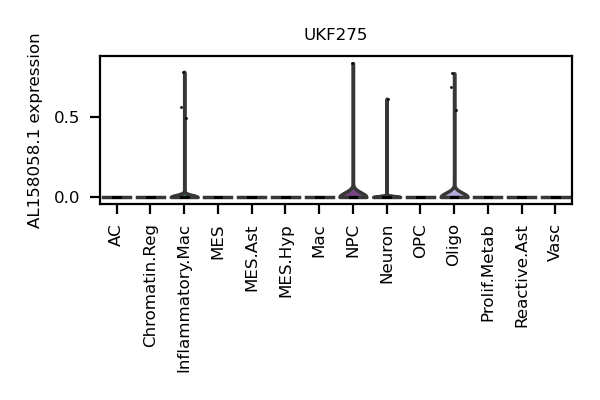 UKF275
AL158058.1 expression
0.5
0.0
AC
Chromatin.Reg
Inflammatory.Mac
MES
MES.Ast
MES.Hyp
Mac
NPC
Neuron
OPC
Oligo
Prolif.Metab
Reactive.Ast
Vasc